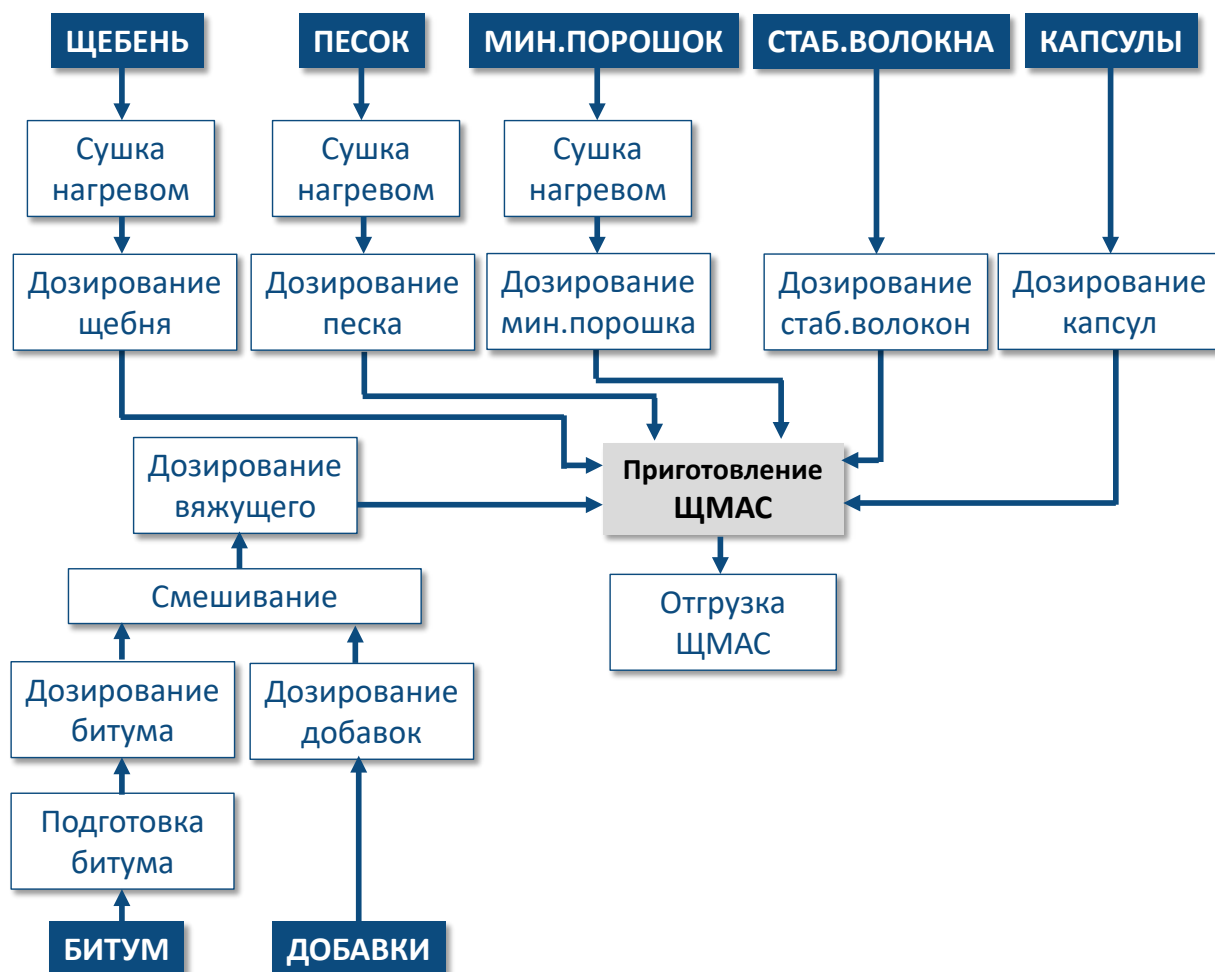 ЩЕБЕНЬ
ПЕСОК
МИН.ПОРОШОК
СТАБ.ВОЛОКНА
КАПСУЛЫ
Сушка
нагревом
Сушка
нагревом
Сушка
нагревом
Дозирование
щебня
Дозирование
песка
Дозирование
мин.порошка
Дозирование
стаб.волокон
Дозирование
капсул
Дозирование
вяжущего
Приготовление
ЩМАС
Смешивание
Отгрузка
ЩМАС
Дозирование
битума
Дозирование
добавок
Подготовка
битума
БИТУМ
ДОБАВКИ